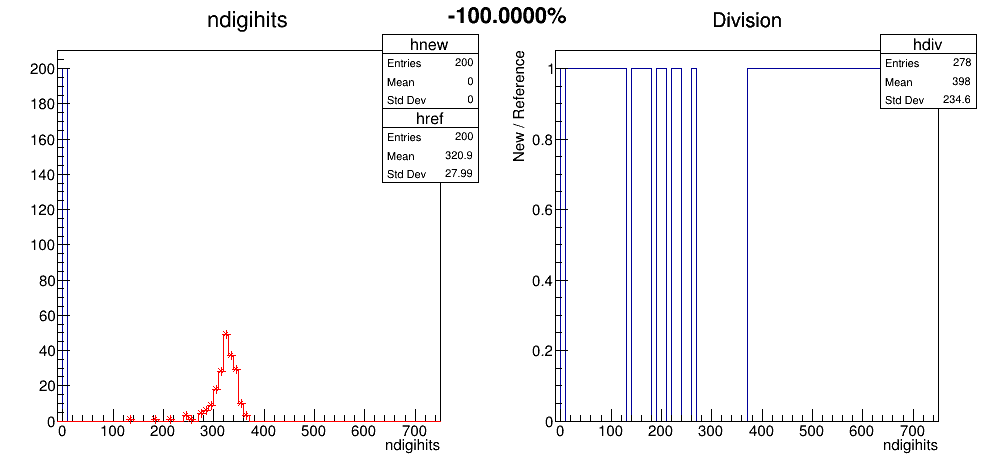 -100.0000%
ndigihits
hnew
Entries 200
Mean 0
Std Dev 0
href
Entries 200
Mean 320.9
Std Dev 27.99
200
180
160
140
120
100
80
60
40
20
0
0 100 200 300 400 500 600 700
ndigihits
Division
hdiv
Entries 278
Mean 398
Std Dev 234.6
New / Reference
1
0.8
0.6
0.4
0.2
0
0 100 200 300 400 500 600 700
ndigihits